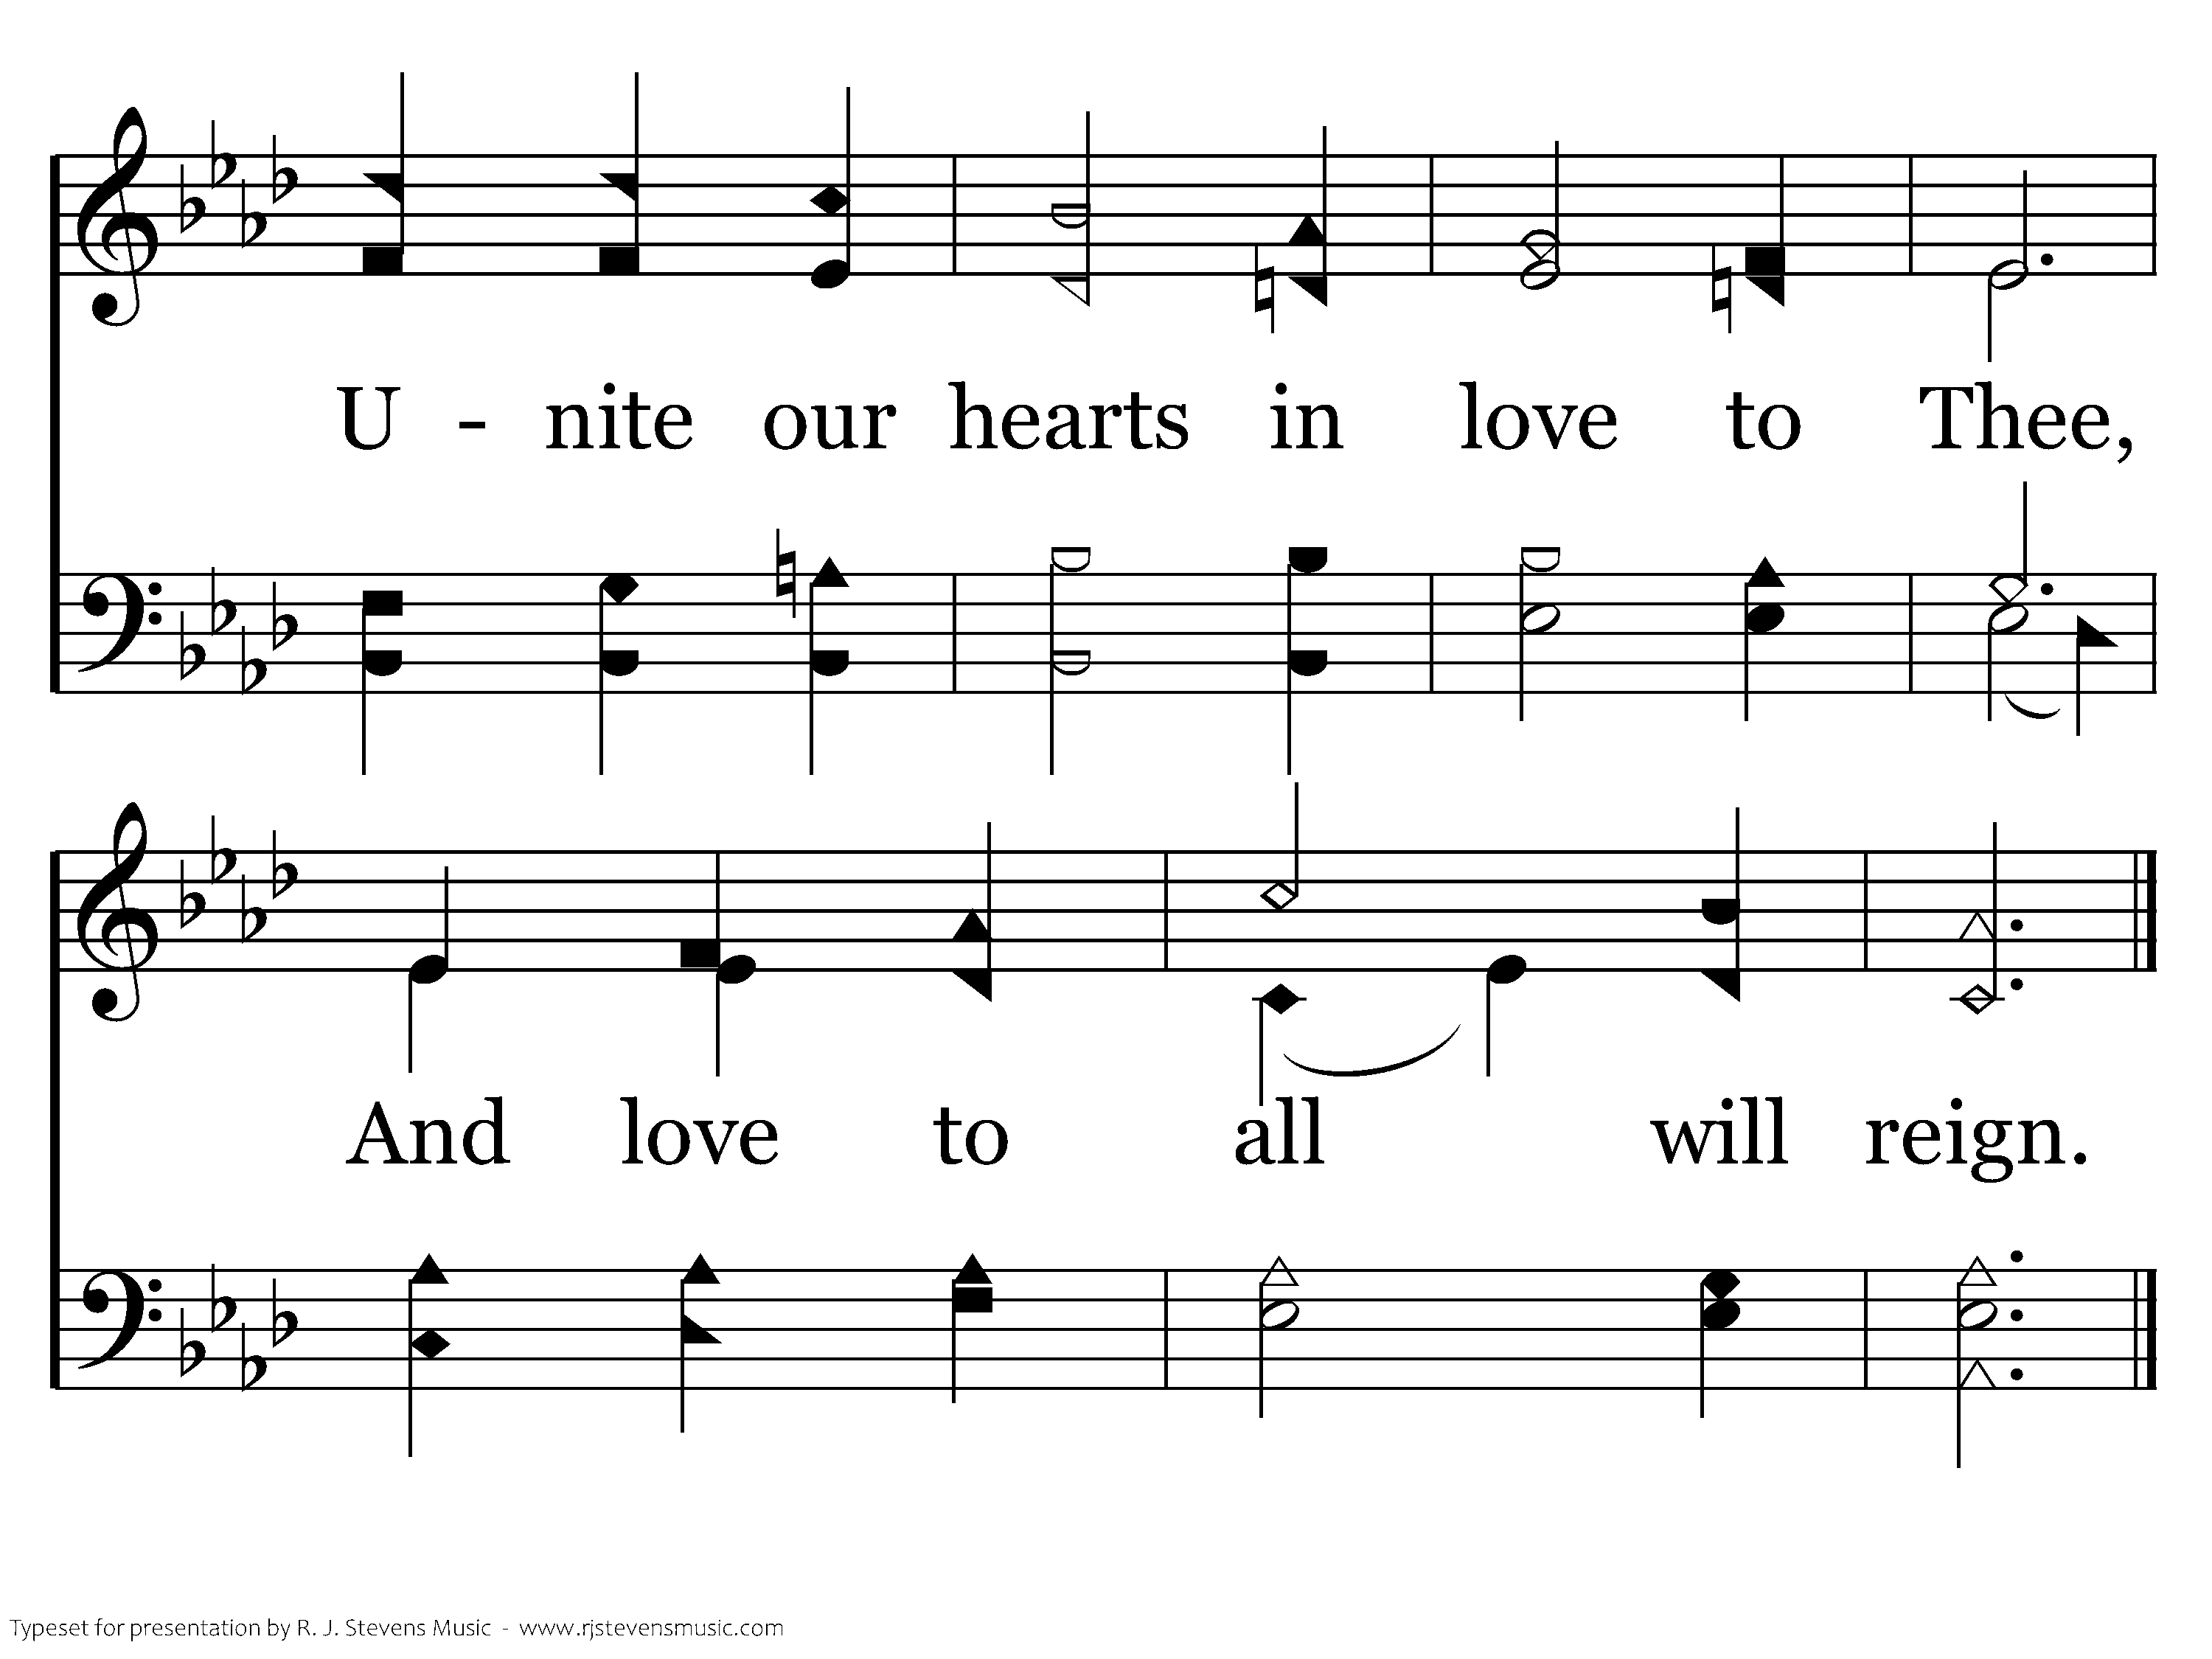 U - nite our hearts in love to Thee,
And love to all will reign.
Typeset for presentation by R. J. Stevens Music - www.rjstevensmusic.com